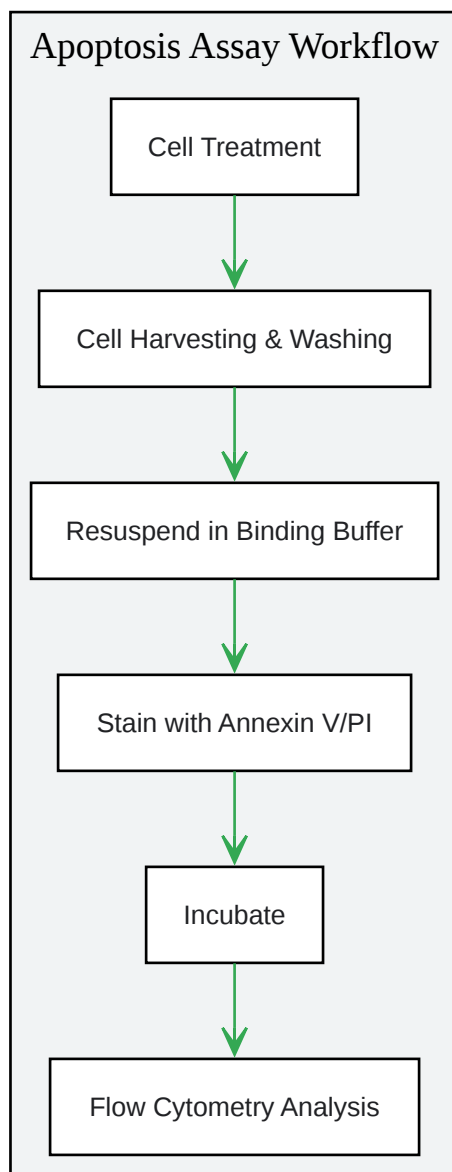 Apoptosis Assay Workflow
Cell Treatment
Cell Harvesting & Washing
Resuspend in Binding Buffer
Stain with Annexin V/PI
Incubate
Flow Cytometry Analysis